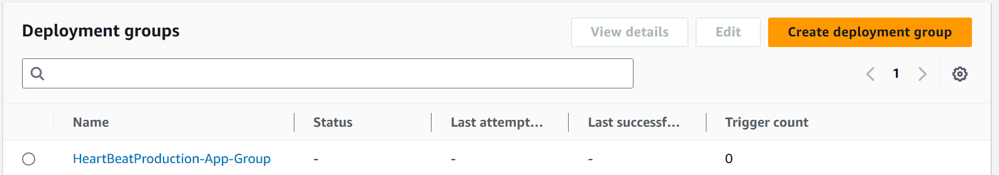 Deployment groups
View details
Edit
Create deployment group
1
Name Status Last attempt... Last successf... Trigger count
HeartBeatProduction-App-Group - - - 0